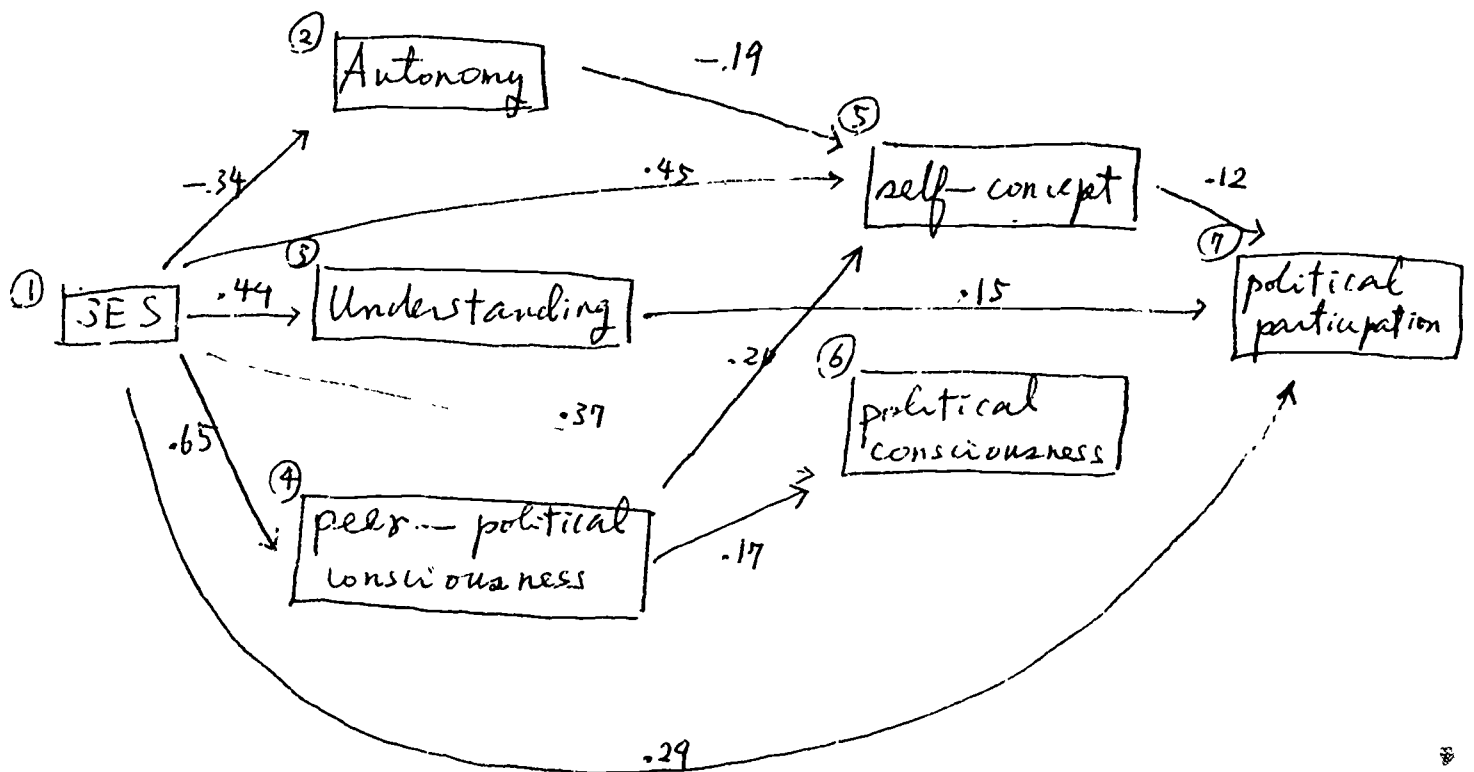 ②
Autonomy
-.19
⑤
self-concept
.12
-.34
.45
③
⑦
①
SES
.44
Understanding
.15
political
participation
⑥
political
consciousness
.37
.65
④
peer-political
consciousness
.17
.29